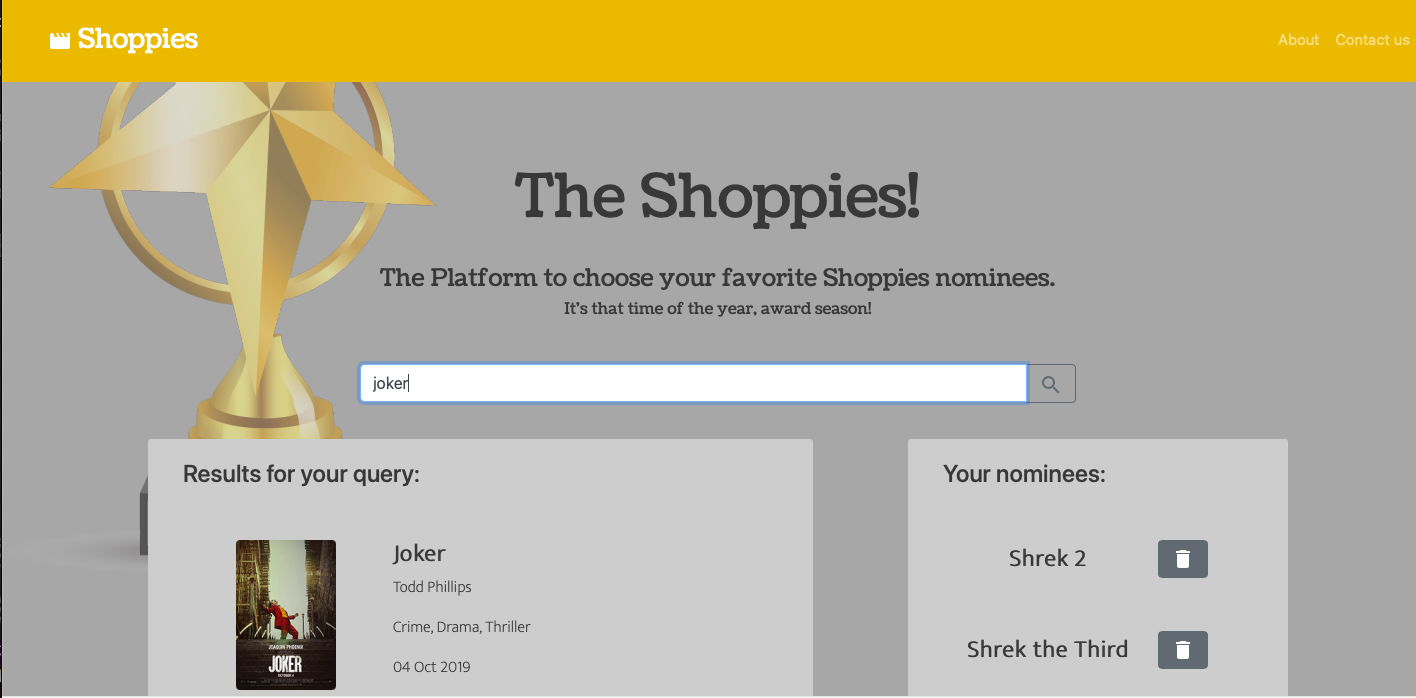 Shoppies
About Contact us
The Shoppies!
The Platform to choose your favorite Shoppies nominees.
It's that time of the year, award season!
joker
Results for your query:
Your nominees:
Joker
Todd Phillips
Crime, Drama, Thriller
04 Oct 2019
JOAQUIN PHOENIX
JOKER
OCTOBER 4
Shrek 2
Shrek the Third